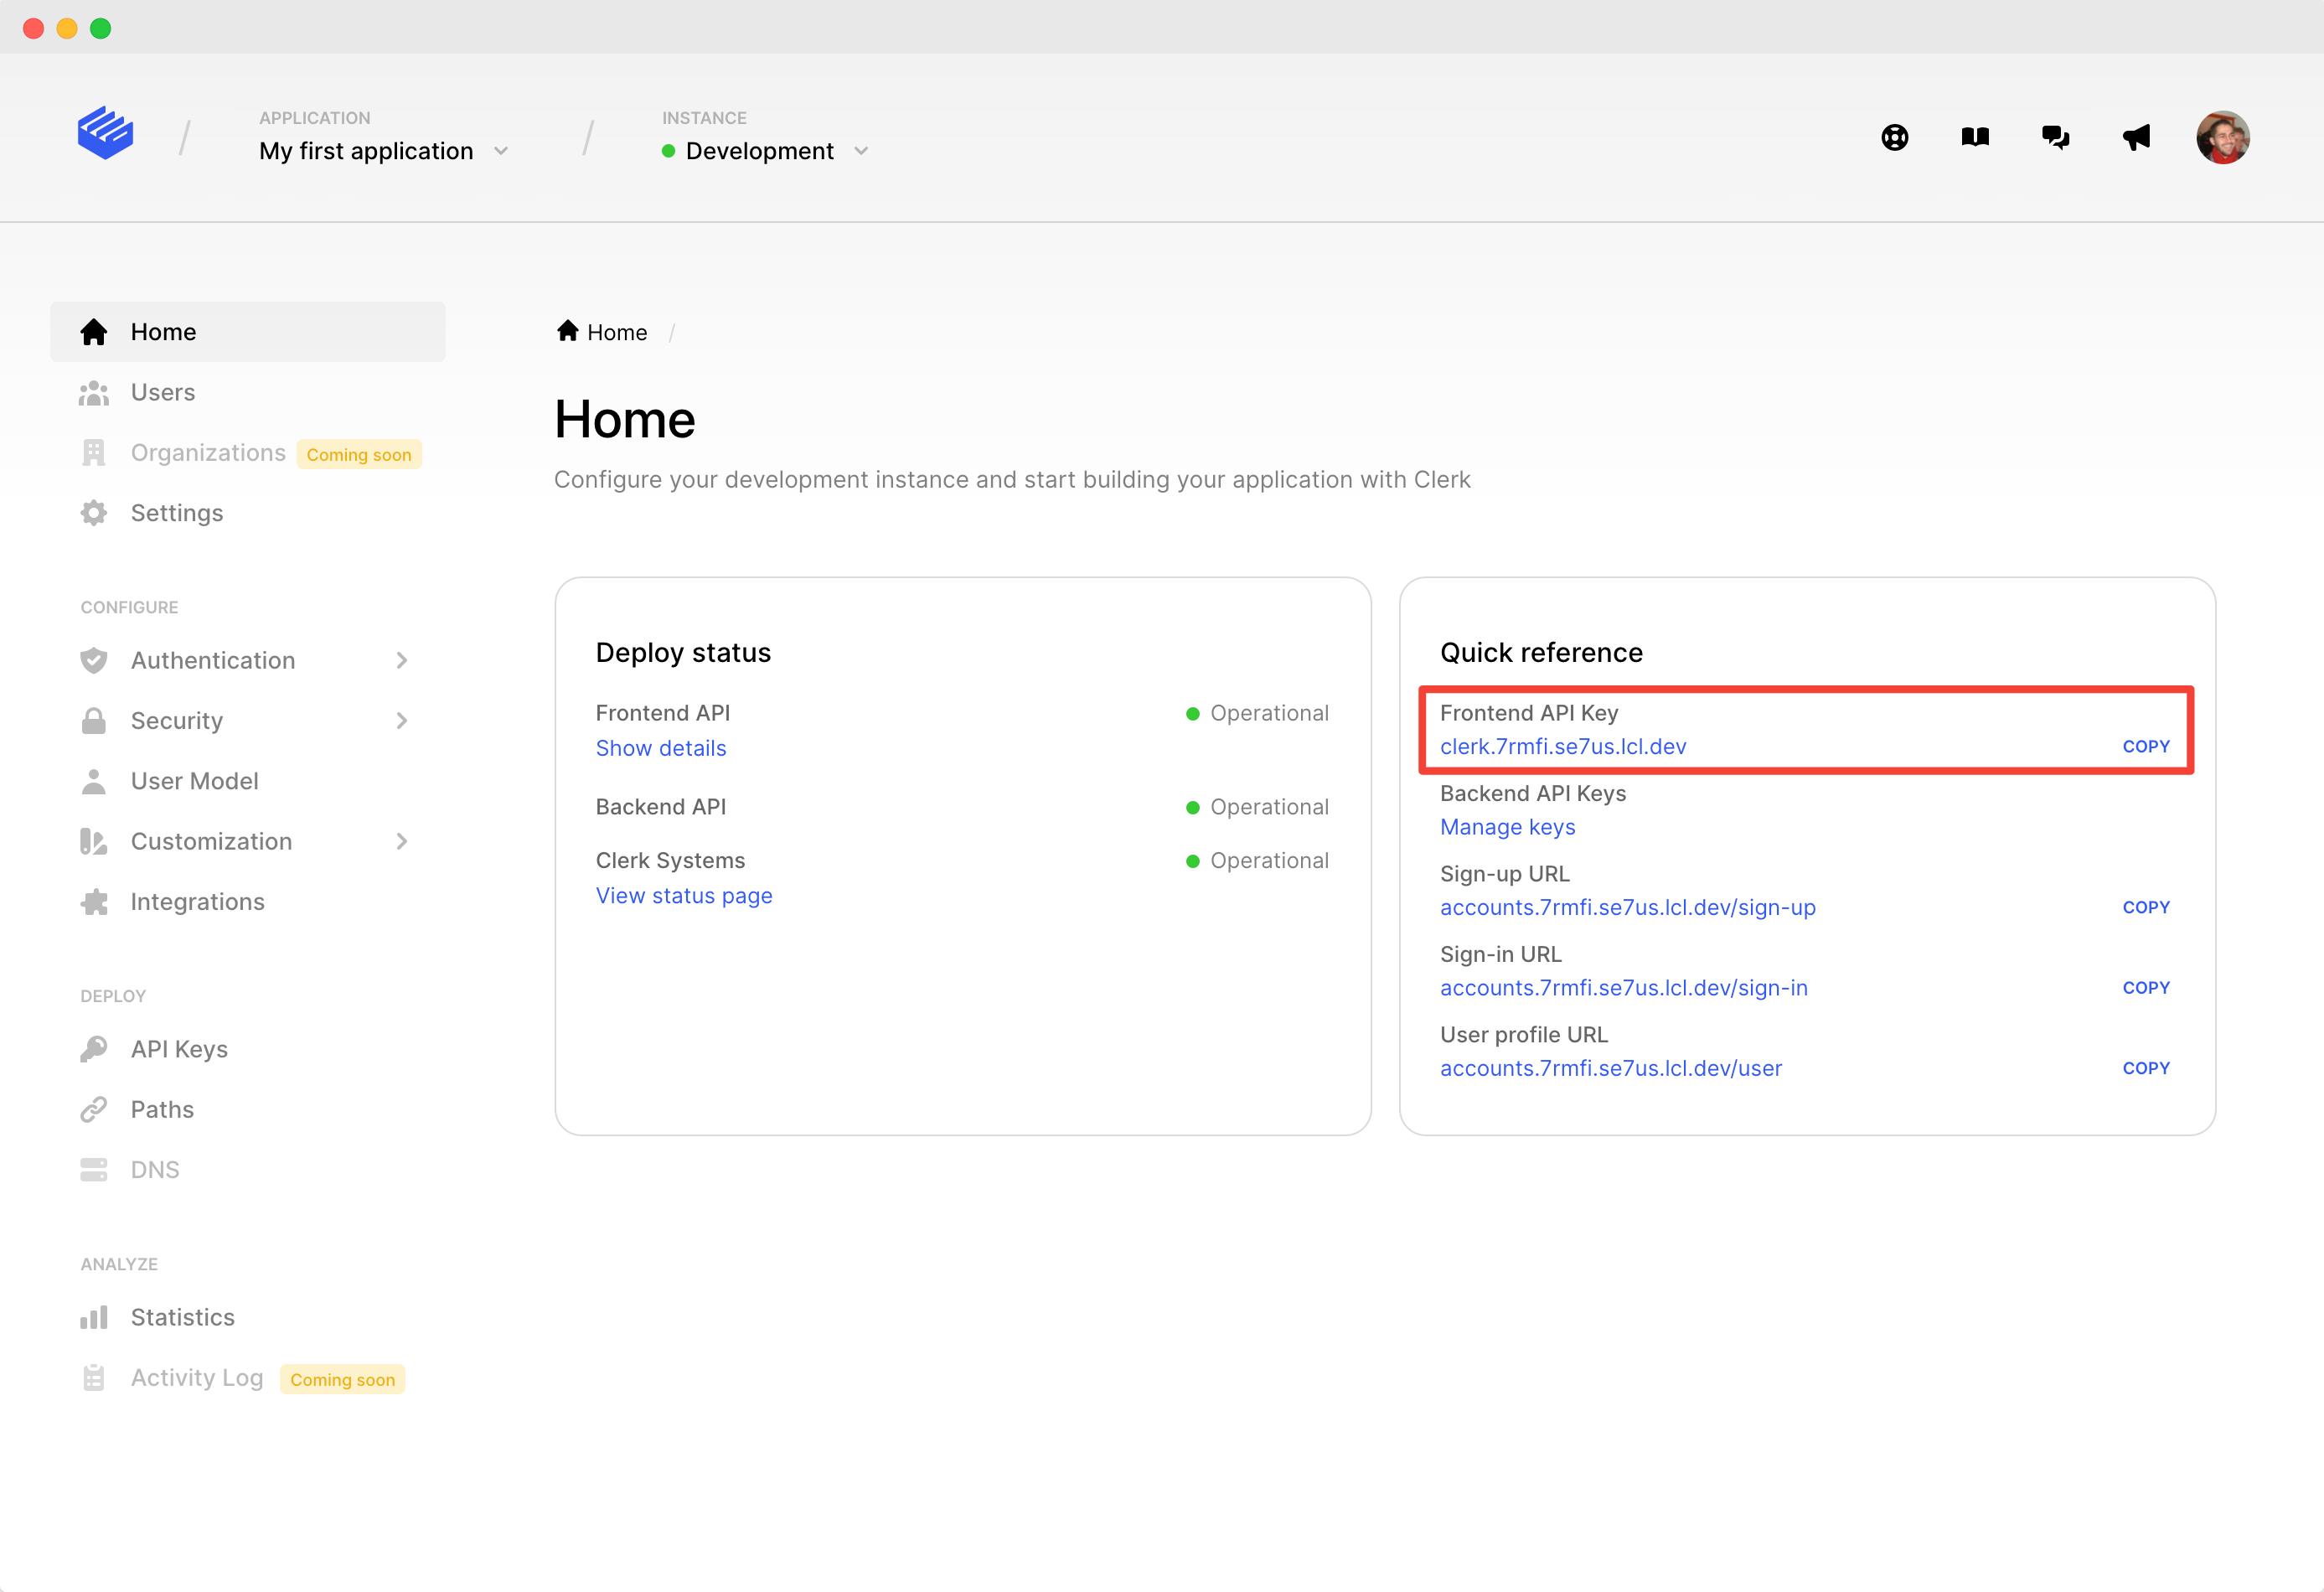 APPLICATION
My first application
INSTANCE
Development
Home
Users
Organizations Coming soon
Settings
CONFIGURE
Authentication
Security
User Model
Customization
Integrations
DEPLOY
API Keys
Paths
DNS
ANALYZE
Statistics
Activity Log Coming soon
Home /
Home
Configure your development instance and start building your application with Clerk
Deploy status
Frontend API Operational
Show details
Backend API Operational
Clerk Systems Operational
View status page
Quick reference
Frontend API Key
clerk.7rmfi.se7us.lcl.dev COPY
Backend API Keys
Manage keys
Sign-up URL
accounts.7rmfi.se7us.lcl.dev/sign-up COPY
Sign-in URL
accounts.7rmfi.se7us.lcl.dev/sign-in COPY
User profile URL
accounts.7rmfi.se7us.lcl.dev/user COPY